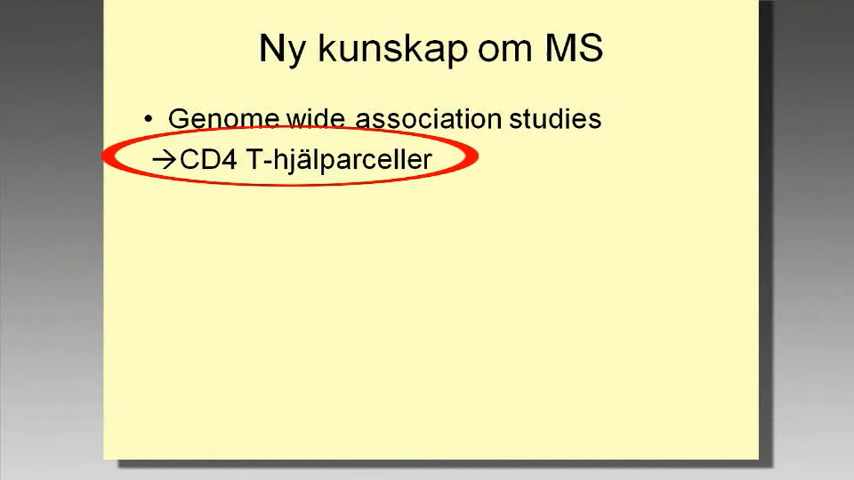 Ny kunskap om MS
• Genome wide association studies
→CD4 T-hjälparceller